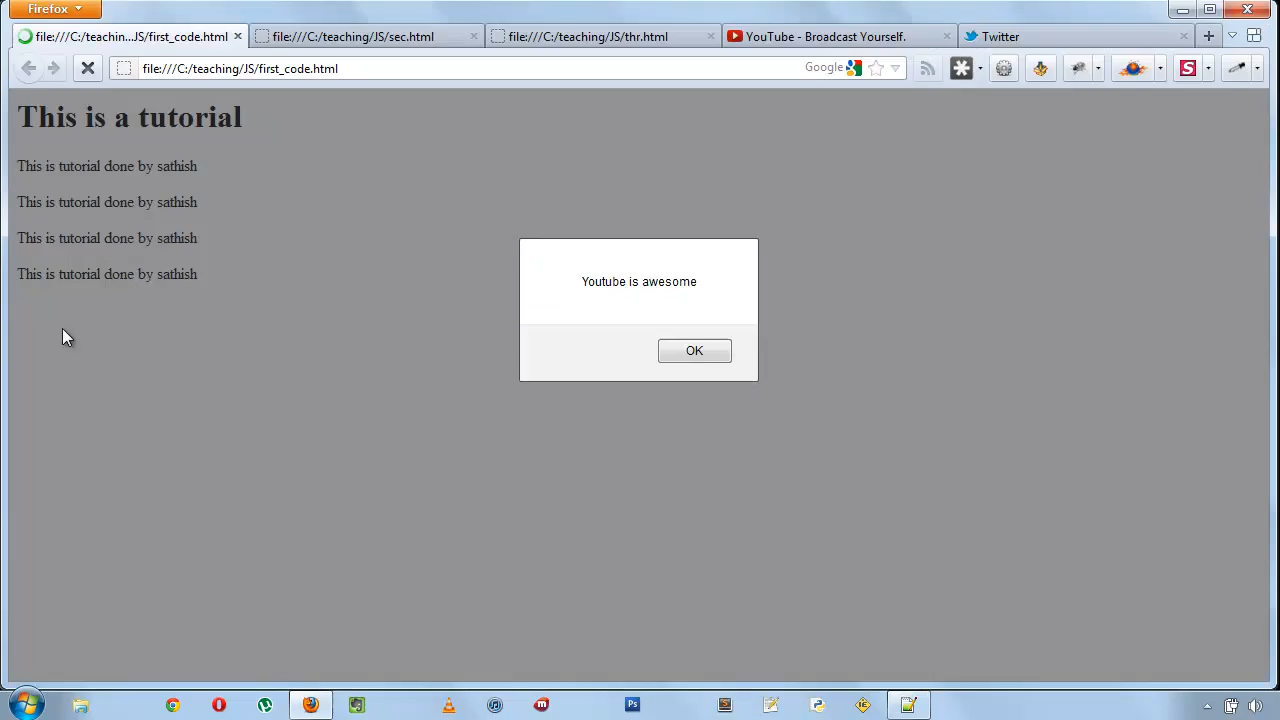 Firefox
file:///C:/teachin...JS/first_code.html
file:///C:/teaching/JS/sec.html
file:///C:/teaching/JS/thr.html
YouTube - Broadcast Yourself.
Twitter
file:///C:/teaching/JS/first_code.html
Google
S
This is a tutorial
This is tutorial done by sathish
This is tutorial done by sathish
This is tutorial done by sathish
This is tutorial done by sathish
Youtube is awesome
OK
Ps
IE